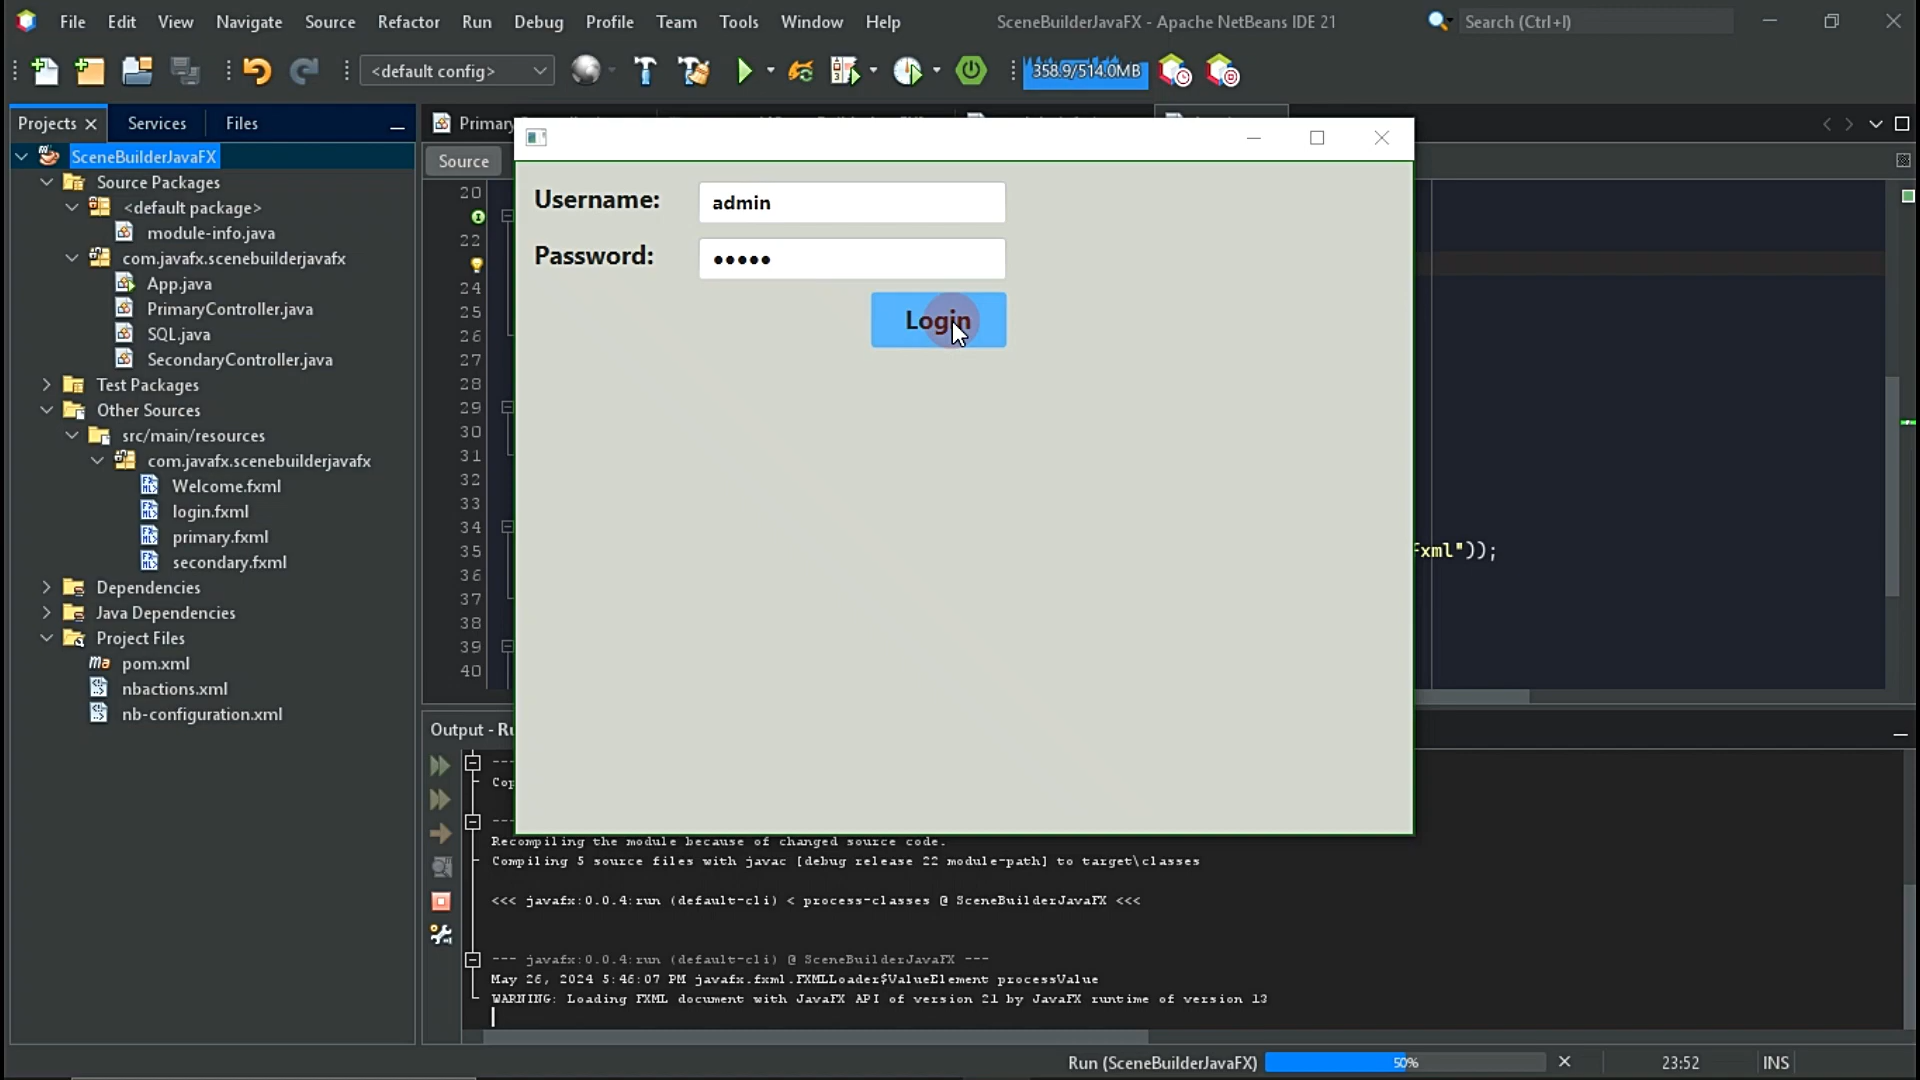 File Edit View Navigate Source Refactor Run Debug Profile Team Tools Window Help
SceneBuilderJavaFX - Apache NetBeans IDE 21
Search (Ctrl+I)
<default config>
358.9/514.0MB
Projects Services Files
SceneBuilderJavaFX
Source Packages
<default package>
module-info.java
com.javafx.scenebuilderjavafx
App.java
PrimaryController.java
SQL.java
SecondaryController.java
Test Packages
Other Sources
src/main/resources
com.javafx.scenebuilderjavafx
Welcome.fxml
login.fxml
primary.fxml
secondary.fxml
Dependencies
Java Dependencies
Project Files
pom.xml
nbactions.xml
nb-configuration.xml
Primary
Source
20
22
24
25
26
27
28
29
30
31
32
33
34
35
36
37
38
39
40
fxml"));
Username: admin
Password: •••••
Login
Output - Ru
Cop
Recompiling the module because of changed source code.
Compiling 5 source files with javac [debug release 22 module-path] to target\classes
<<< javafx:0.0.4:run (default-cli) < process-classes @ SceneBuilderJavaFX <<<
--- javafx:0.0.4:run (default-cli) @ SceneBuilderJavaFX ---
May 26, 2024 5:46:07 PM javafx.fxml.FXMLLoader$ValueElement processValue
WARNING: Loading FXML document with JavaFX API of version 21 by JavaFX runtime of version 13
Run (SceneBuilderJavaFX) 50% 23:52 INS